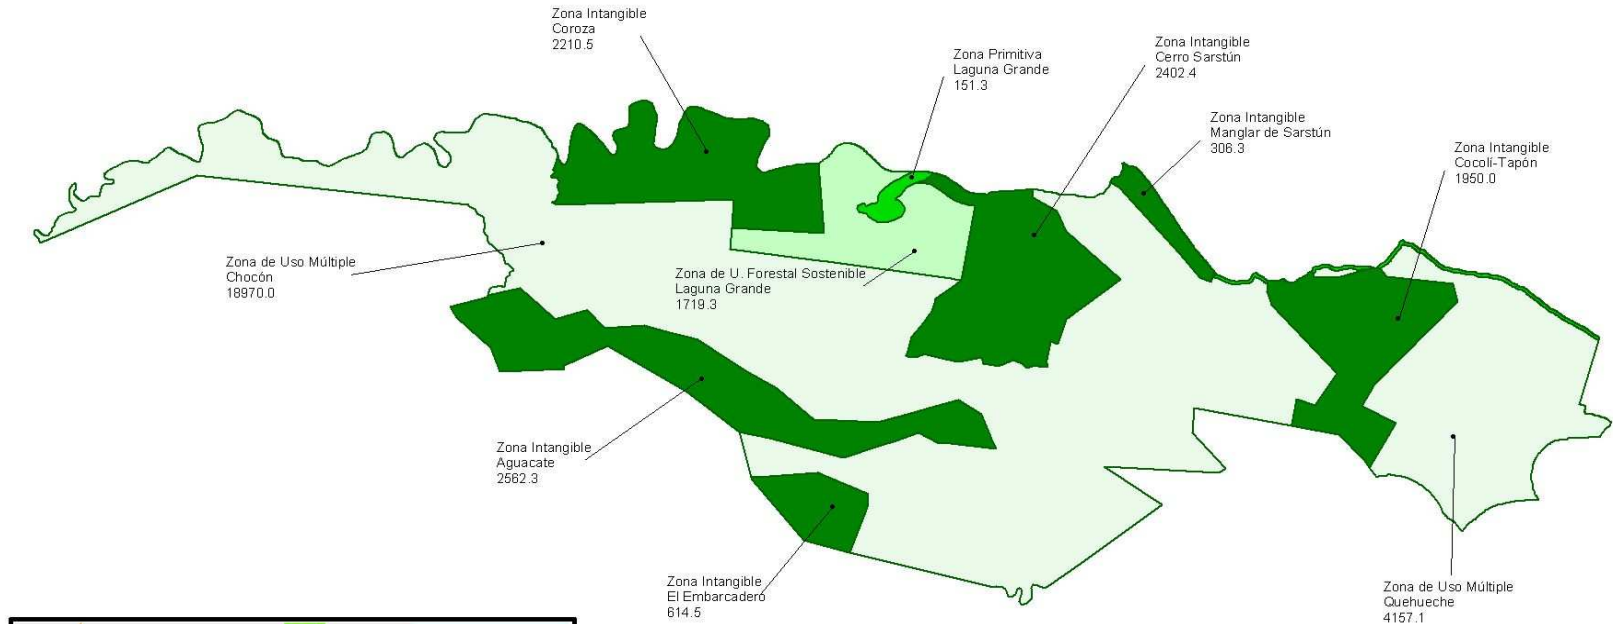 Zona Intangible
Coroza
2210.5
Zona Primitiva
Laguna Grande
151.3
Zona Intangible
Cerro Sarstún
2402.4
Zona Intangible
Manglar de Sarstún
306.3
Zona Intangible
Cocolí-Tapón
1950.0
Zona de Uso Múltiple
Chocón
18970.0
Zona de U. Forestal Sostenible
Laguna Grande
1719.3
Zona Intangible
Aguacate
2562.3
Zona Intangible
El Embarcadero
614.5
Zona de Uso Múltiple
Quehueche
4157.1